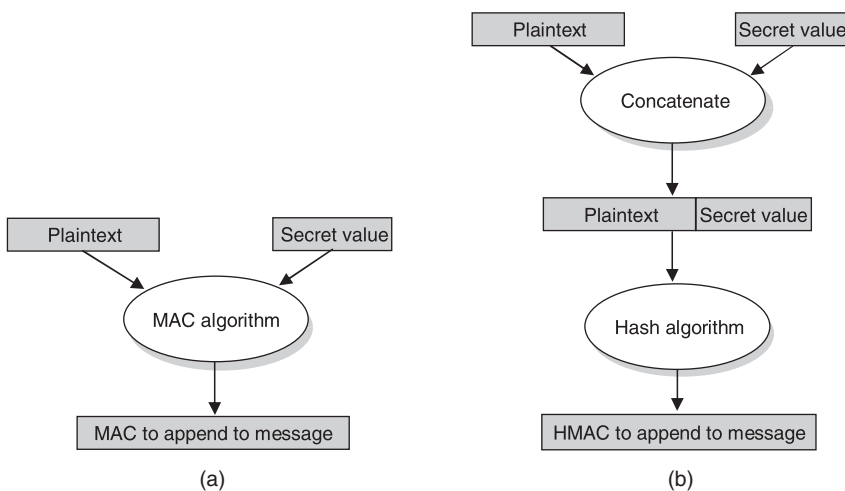 Plaintext
Secret value
MAC algorithm
MAC to append to message
(a)
Plaintext
Secret value
Concatenate
Plaintext
Secret value
Hash algorithm
HMAC to append to message
(b)